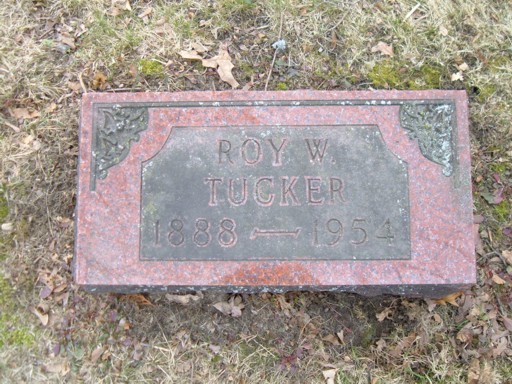 ROY W.
TUCKER
1888 — 1954